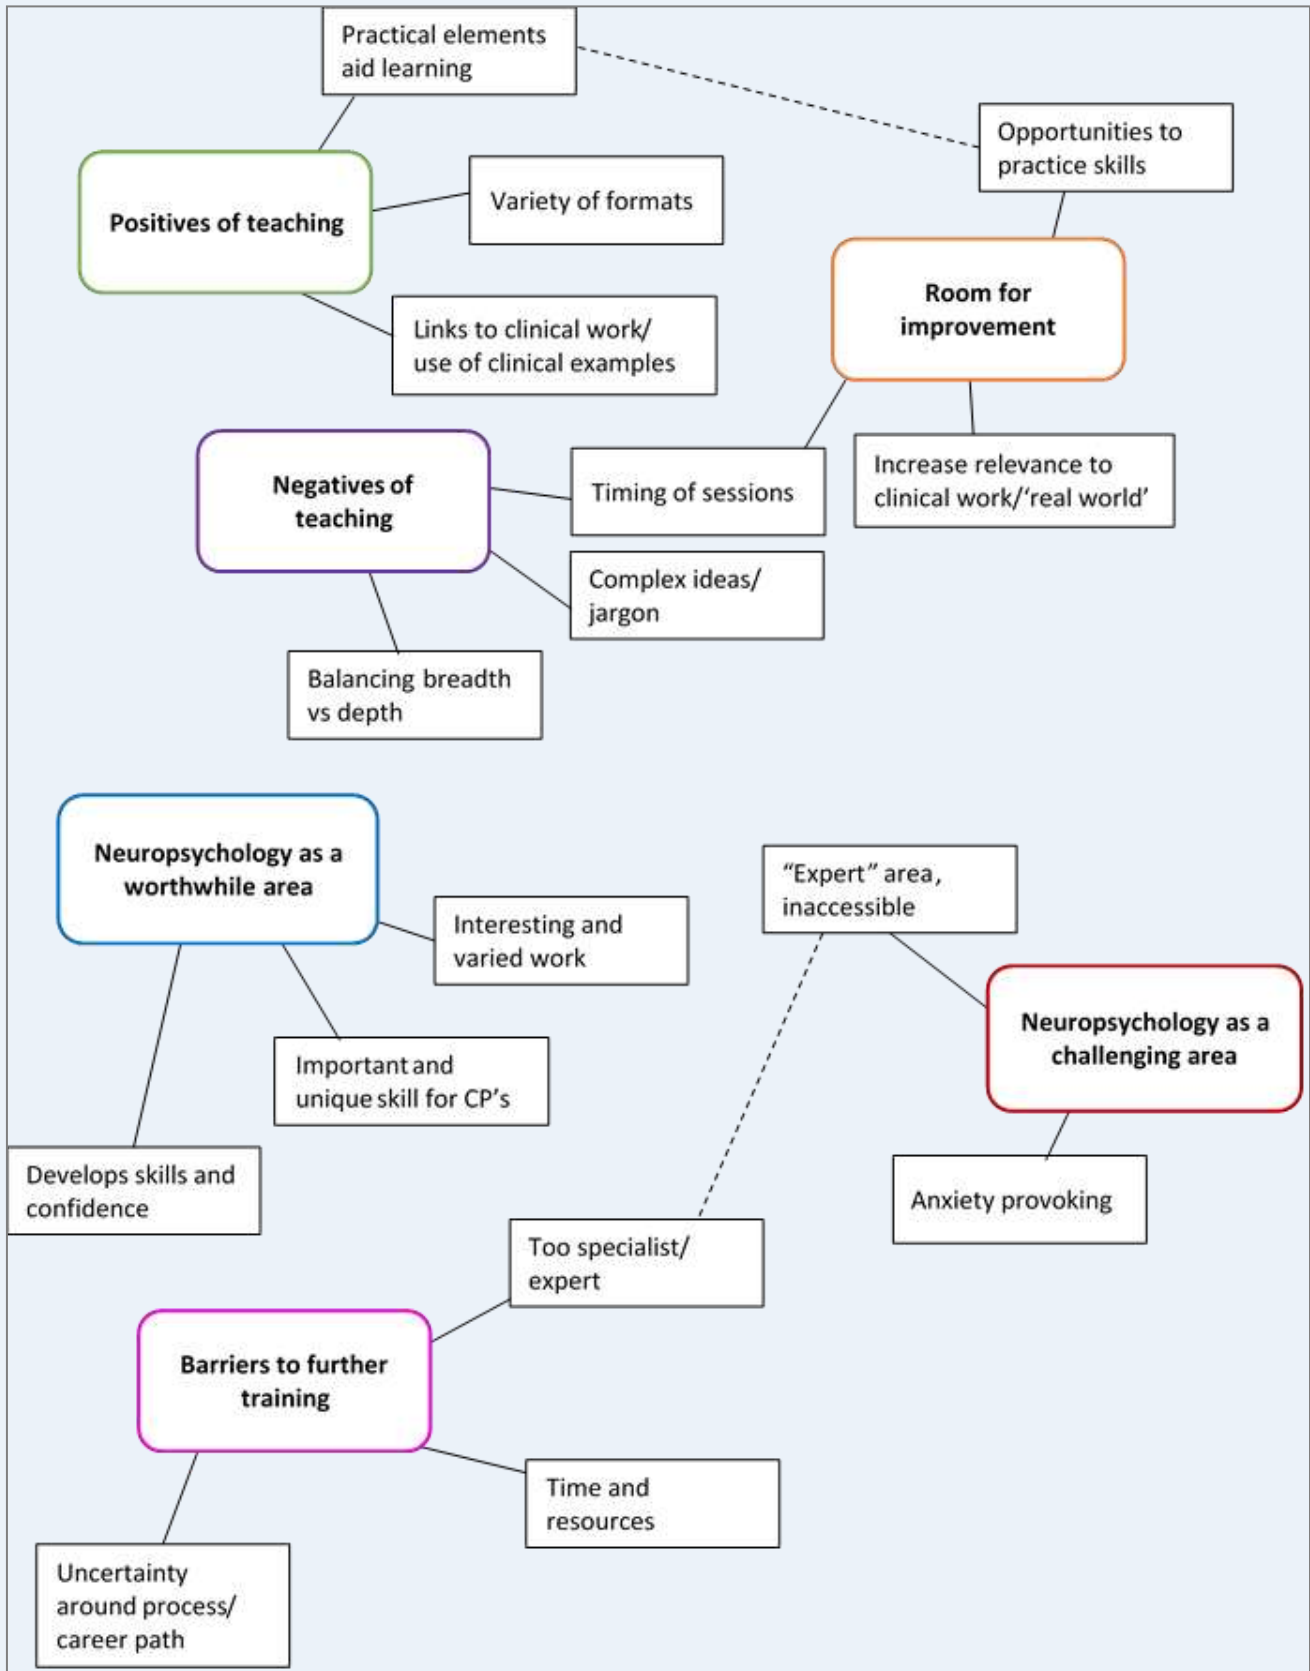 Practical elements
aid learning
Opportunities to
practice skills
Positives of teaching
Variety of formats
Room for
improvement
Links to clinical work/
use of clinical examples
Negatives of
teaching
Timing of sessions
Increase relevance to
clinical work/‘real world’
Complex ideas/
jargon
Balancing breadth
vs depth
Neuropsychology as a
worthwhile area
“Expert” area,
inaccessible
Interesting and
varied work
Neuropsychology as a
challenging area
Important and
unique skill for CP’s
Develops skills and
confidence
Anxiety provoking
Too specialist/
expert
Barriers to further
training
Time and
resources
Uncertainty
around process/
career path